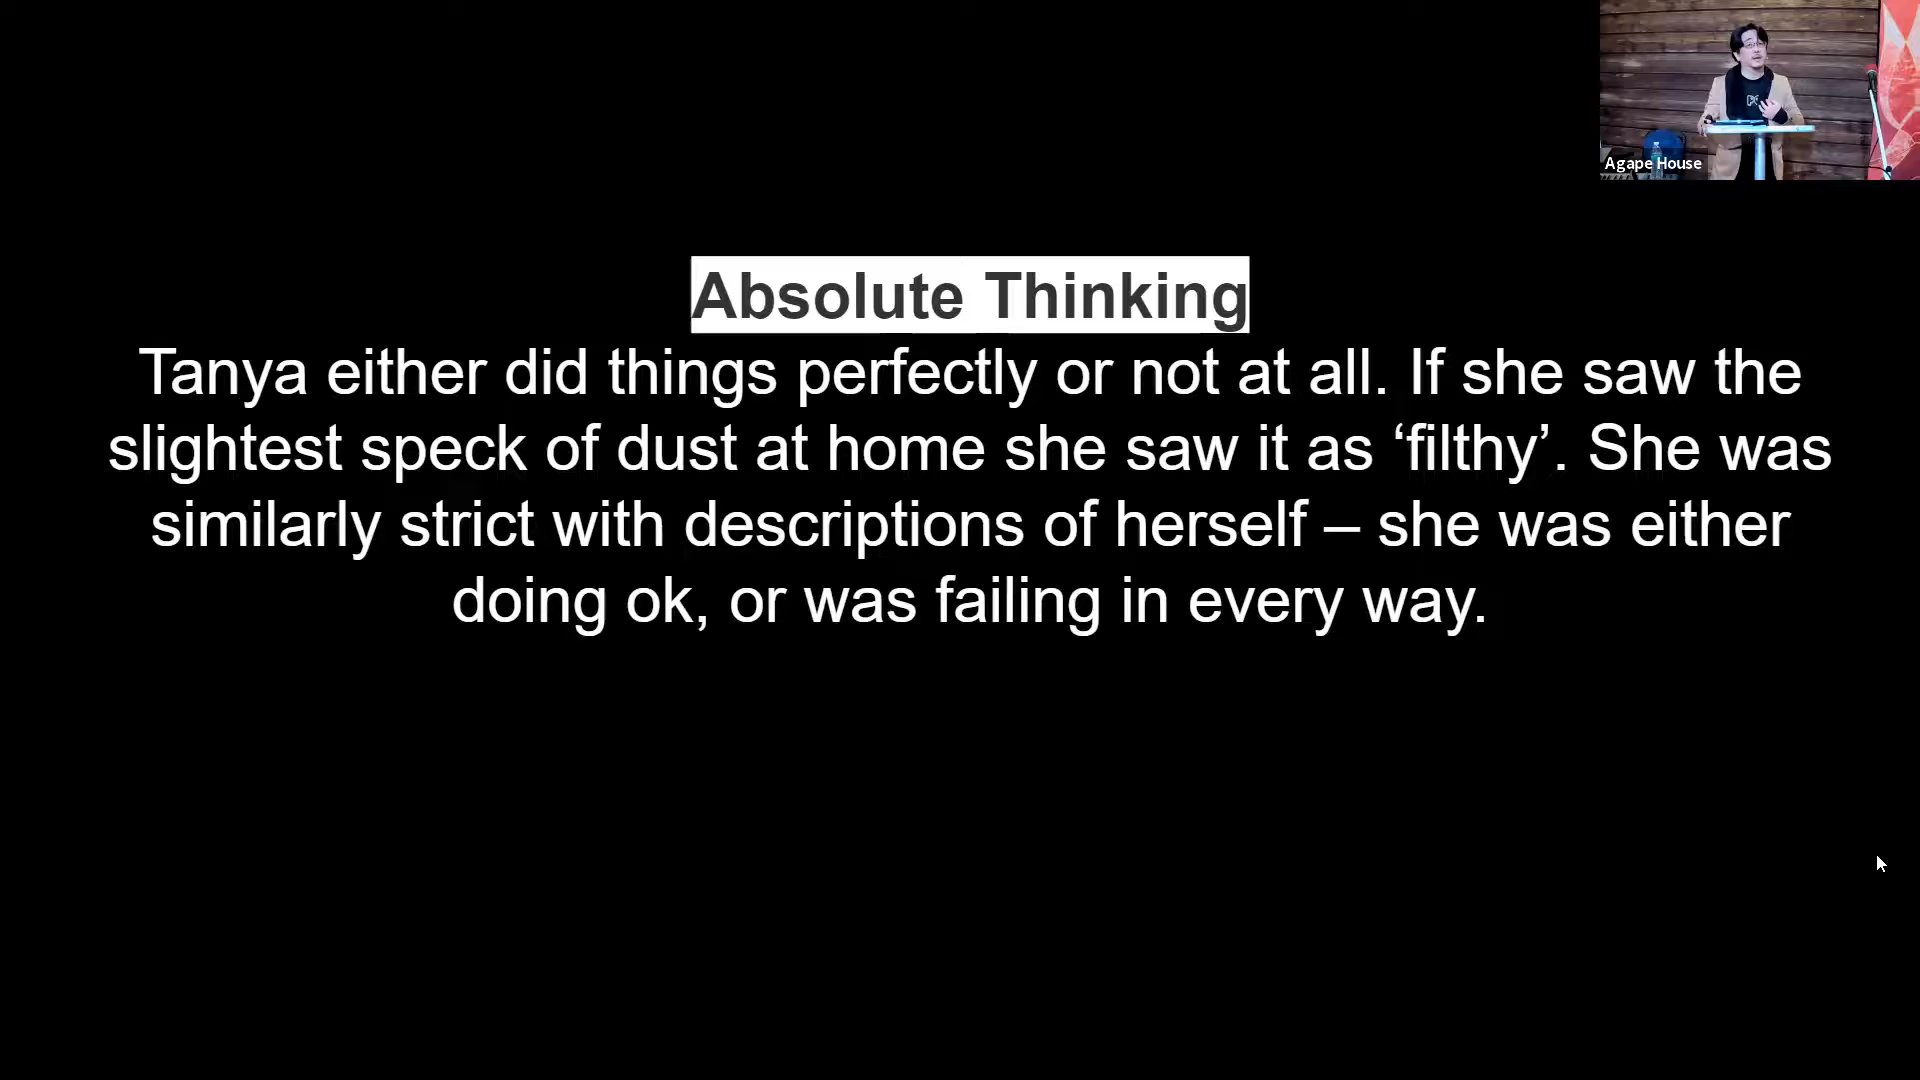 Agape House
Absolute Thinking
Tanya either did things perfectly or not at all. If she saw the
slightest speck of dust at home she saw it as ‘filthy’. She was
similarly strict with descriptions of herself – she was either
doing ok, or was failing in every way.